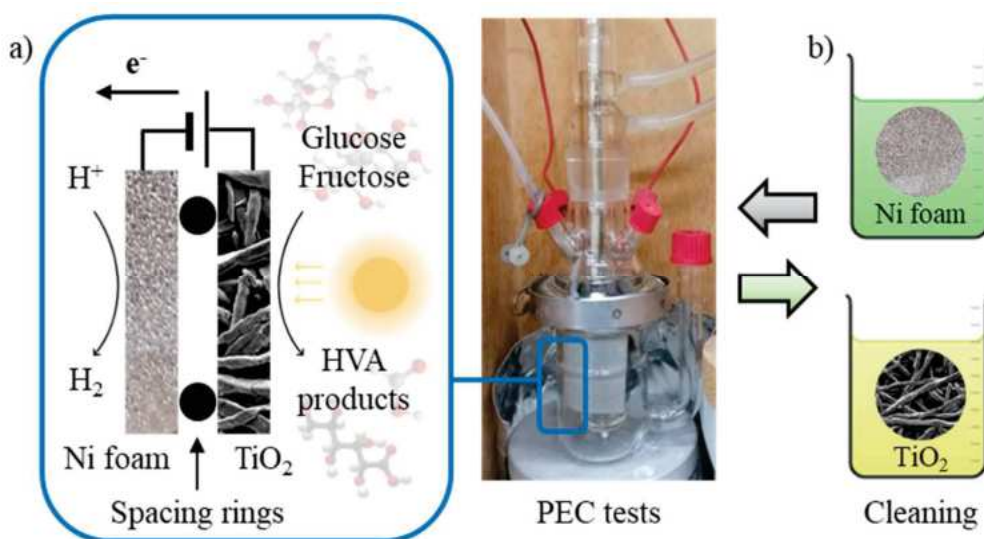 a)
e-
H+
Glucose
Fructose
H2
HVA
products
Ni foam
TiO2
Spacing rings
PEC tests
b)
Ni foam
TiO2
Cleaning